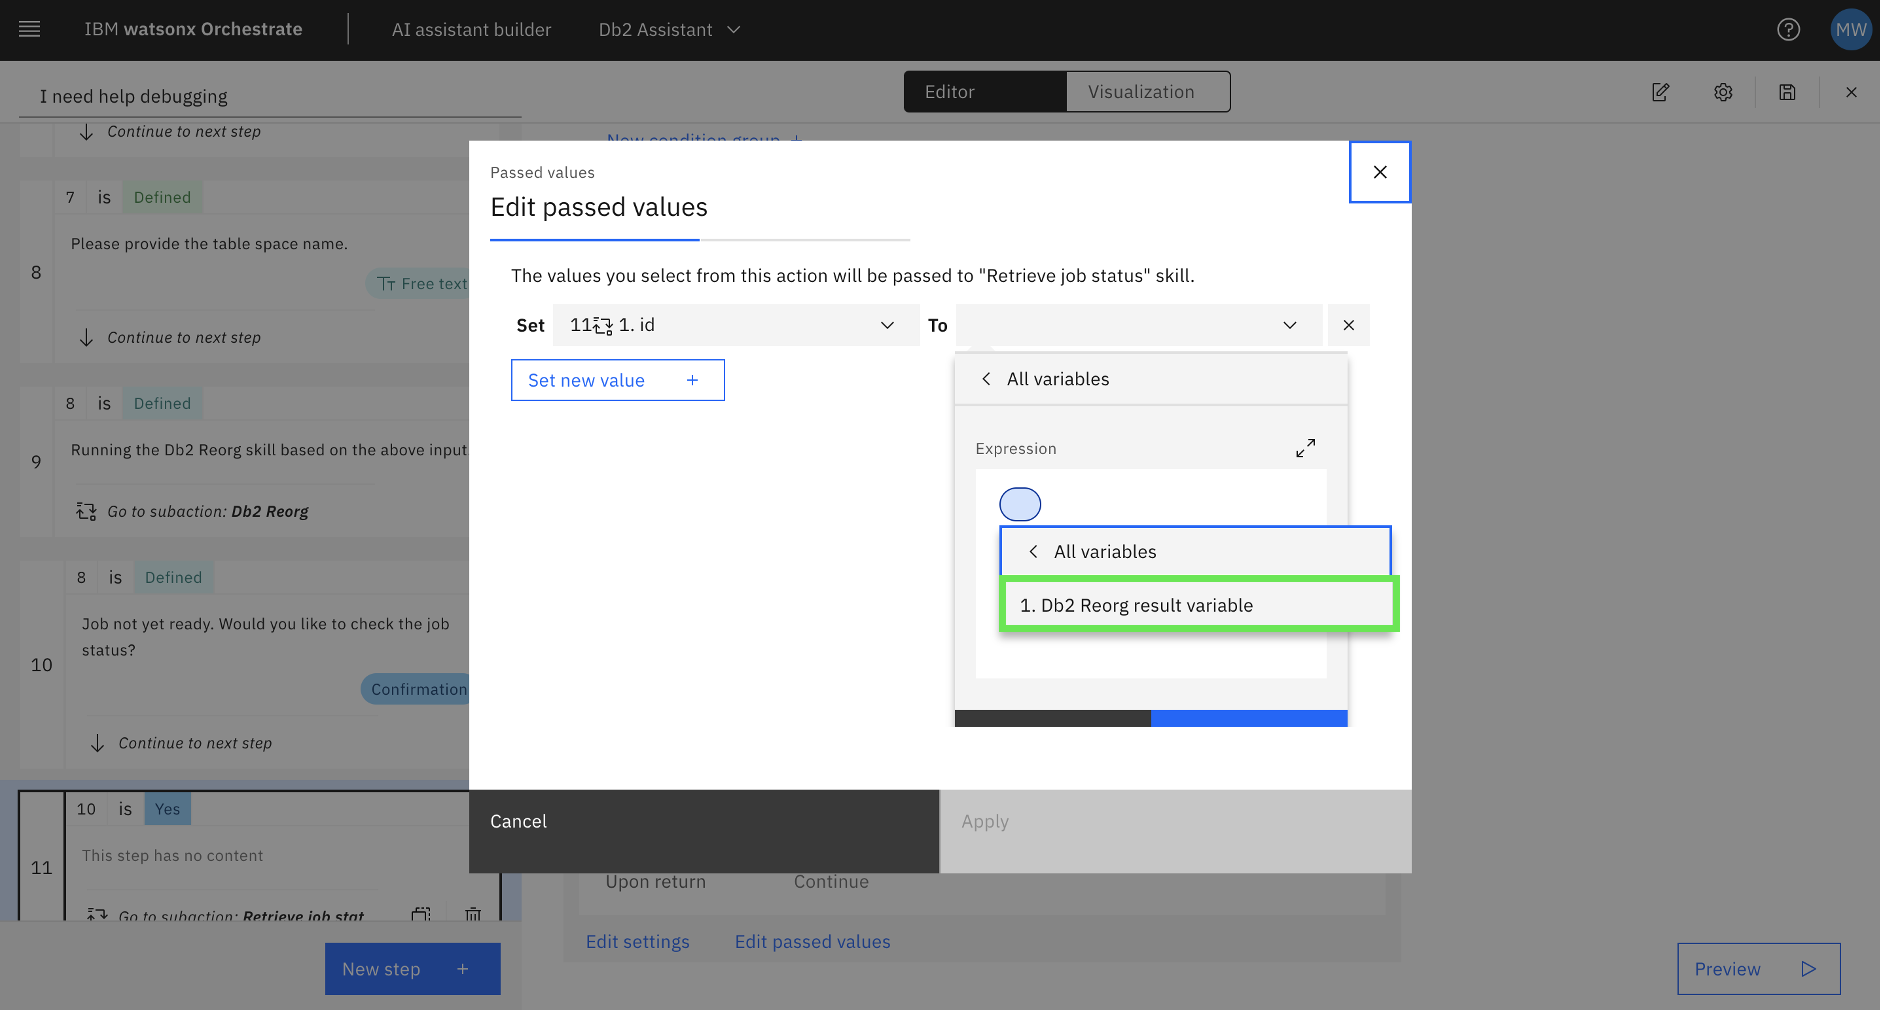 IBM watsonx Orchestrate
AI assistant builder
Db2 Assistant
MW
I need help debugging
Editor
Visualization
Continue to next step
New condition group +
7 is Defined
Please provide the table space name.
8
Free text
Continue to next step
8 is Defined
Running the Db2 Reorg skill based on the above input.
9
Go to subaction: Db2 Reorg
8 is Defined
Job not yet ready. Would you like to check the job
status?
10
Confirmation
Continue to next step
10 is Yes
This step has no content
11
Go to subaction: Retrieve job stat
New step +
Passed values
Edit passed values
The values you select from this action will be passed to "Retrieve job status" skill.
Set 11 1. id To
Set new value +
All variables
Expression
All variables
1. Db2 Reorg result variable
Cancel
Apply
Upon return Continue
Edit settings Edit passed values
Preview